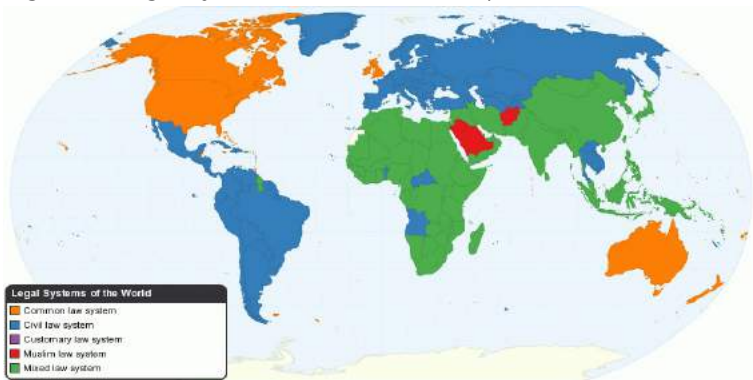 Legal Systems of the World
Common law system
Civil law system
Customary law system
Muslim law system
Mixed law system